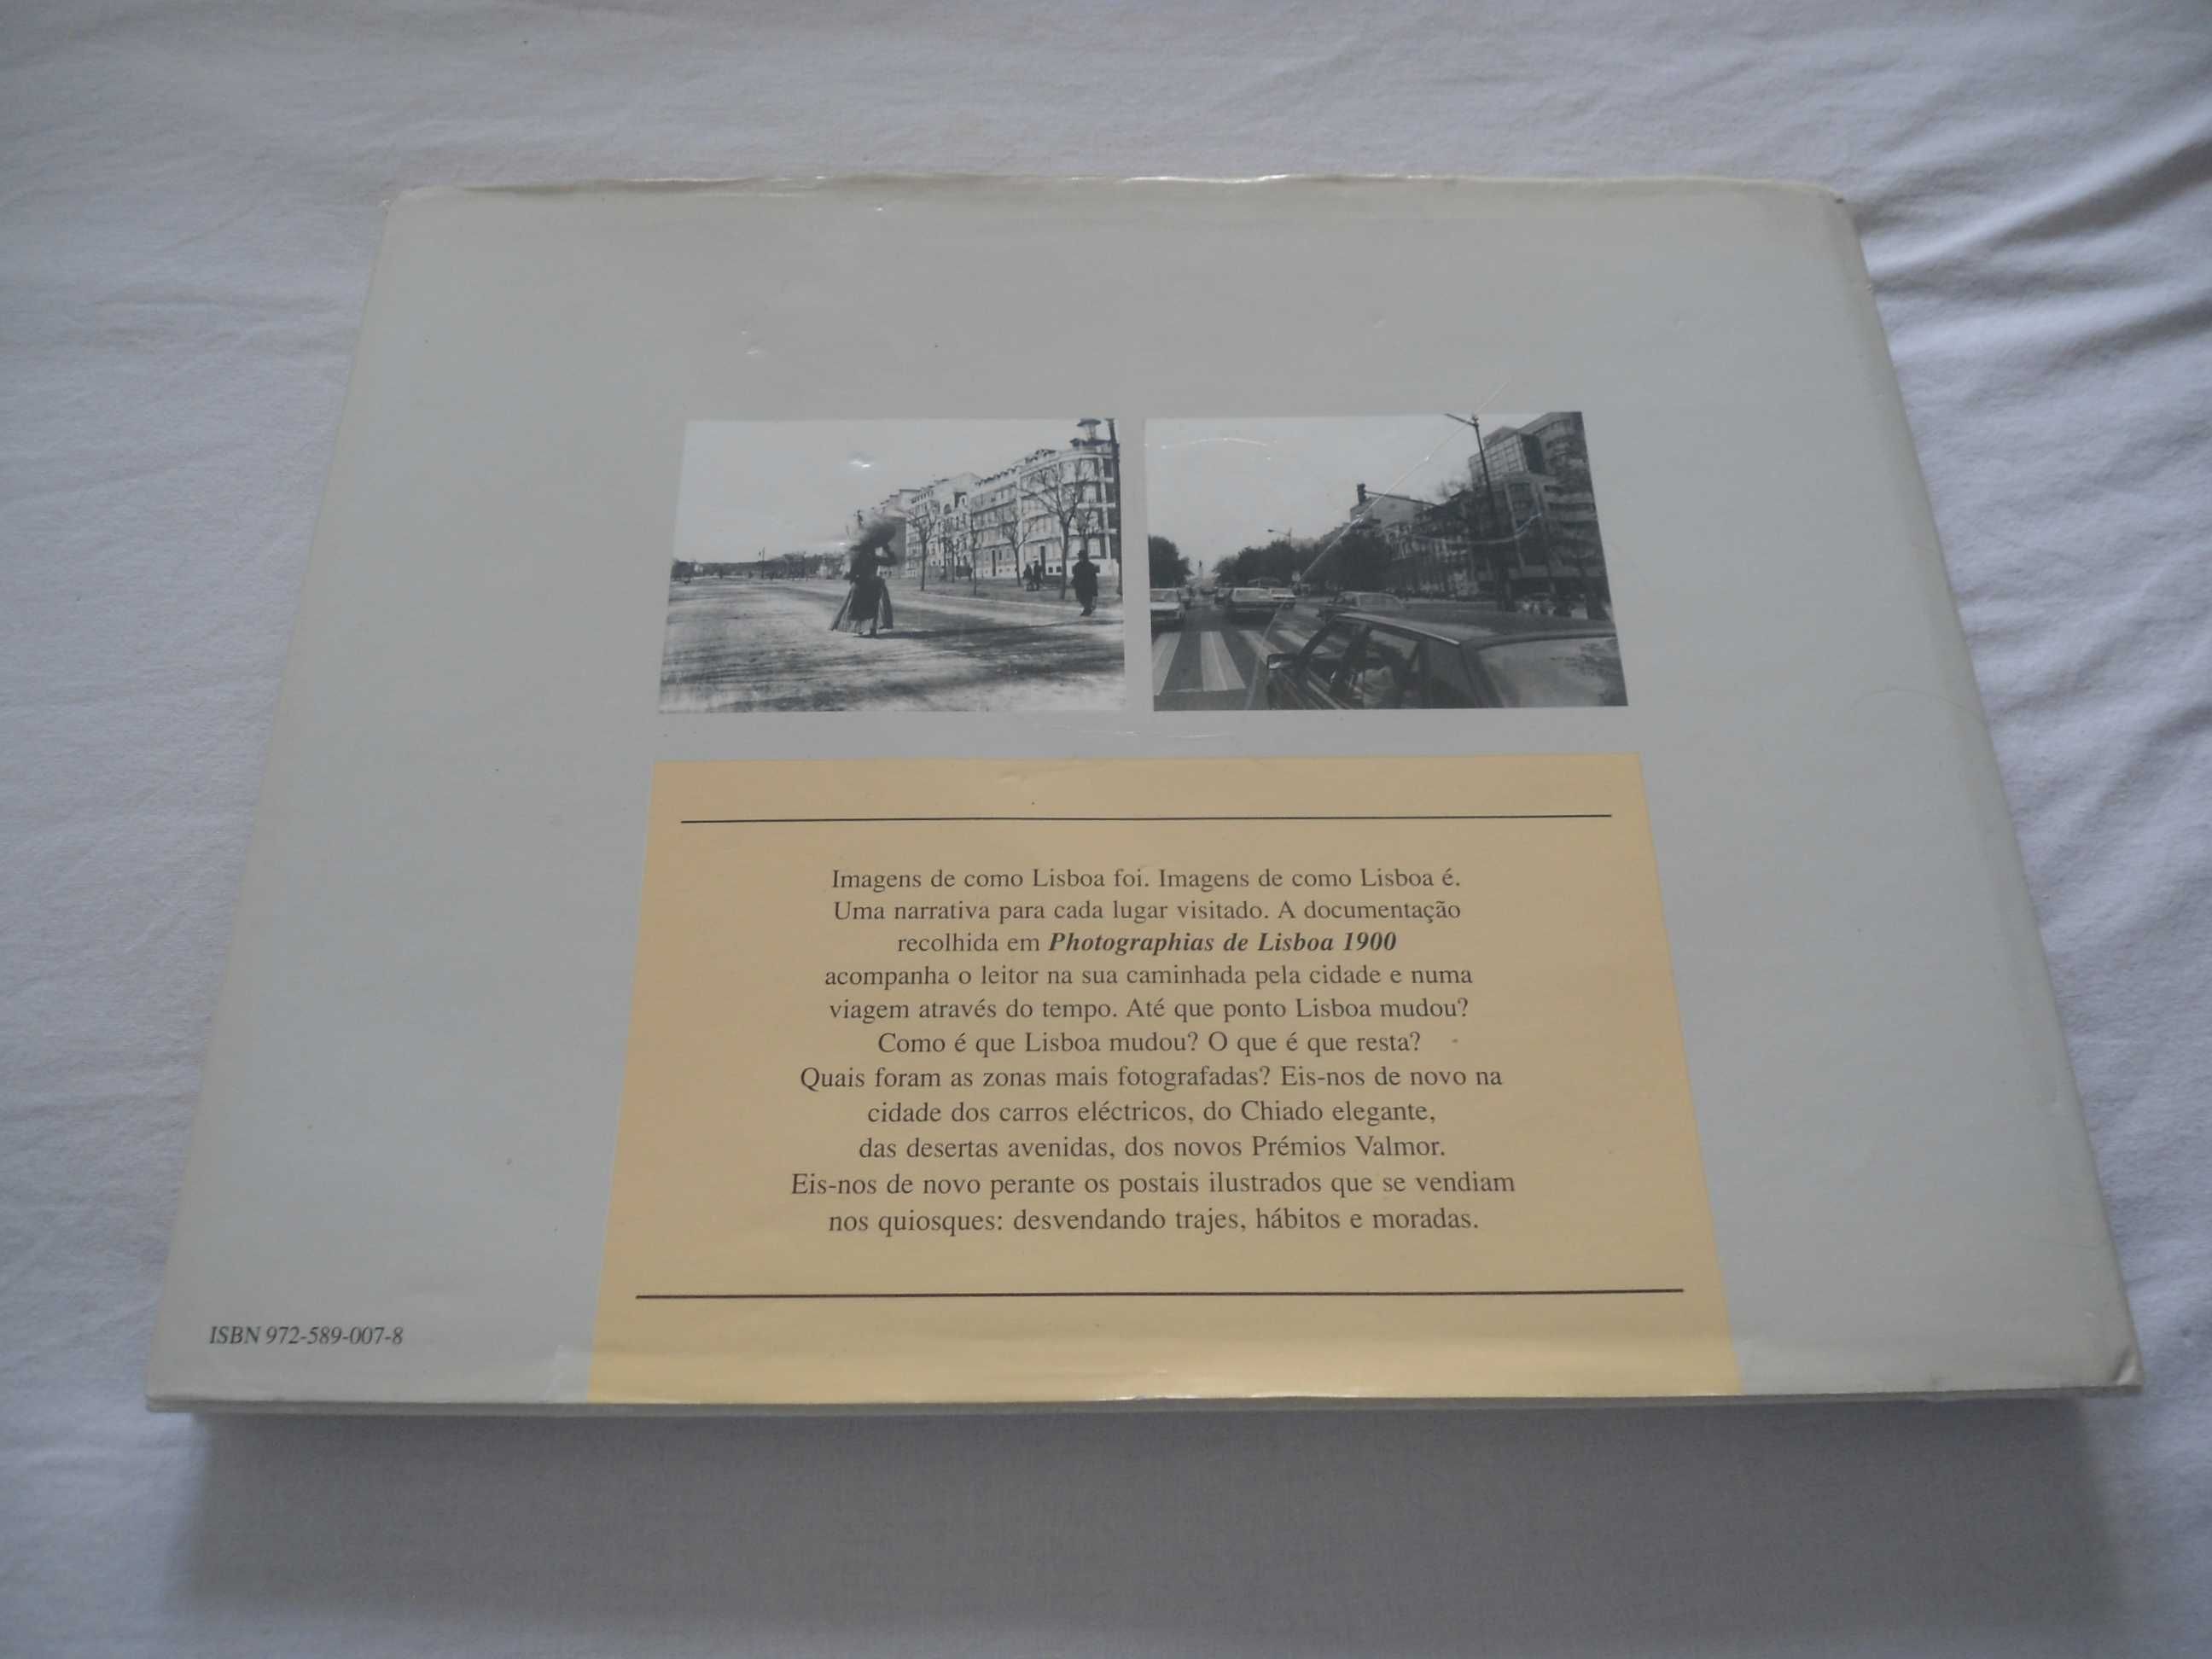 Imagens de como Lisboa foi. Imagens de como Lisboa é.
Uma narrativa para cada lugar visitado. A documentação
recolhida em Photographias de Lisboa 1900
acompanha o leitor na sua caminhada pela cidade e numa
viagem através do tempo. Até que ponto Lisboa mudou?
Como é que Lisboa mudou? O que é que resta?
Quais foram as zonas mais fotografadas? Eis-nos de novo na
cidade dos carros eléctricos, do Chiado elegante,
das desertas avenidas, dos novos Prémios Valmor.
Eis-nos de novo perante os postais ilustrados que se vendiam
nos quiosques: desvendando trajes, hábitos e moradas.
ISBN 972-589-007-8